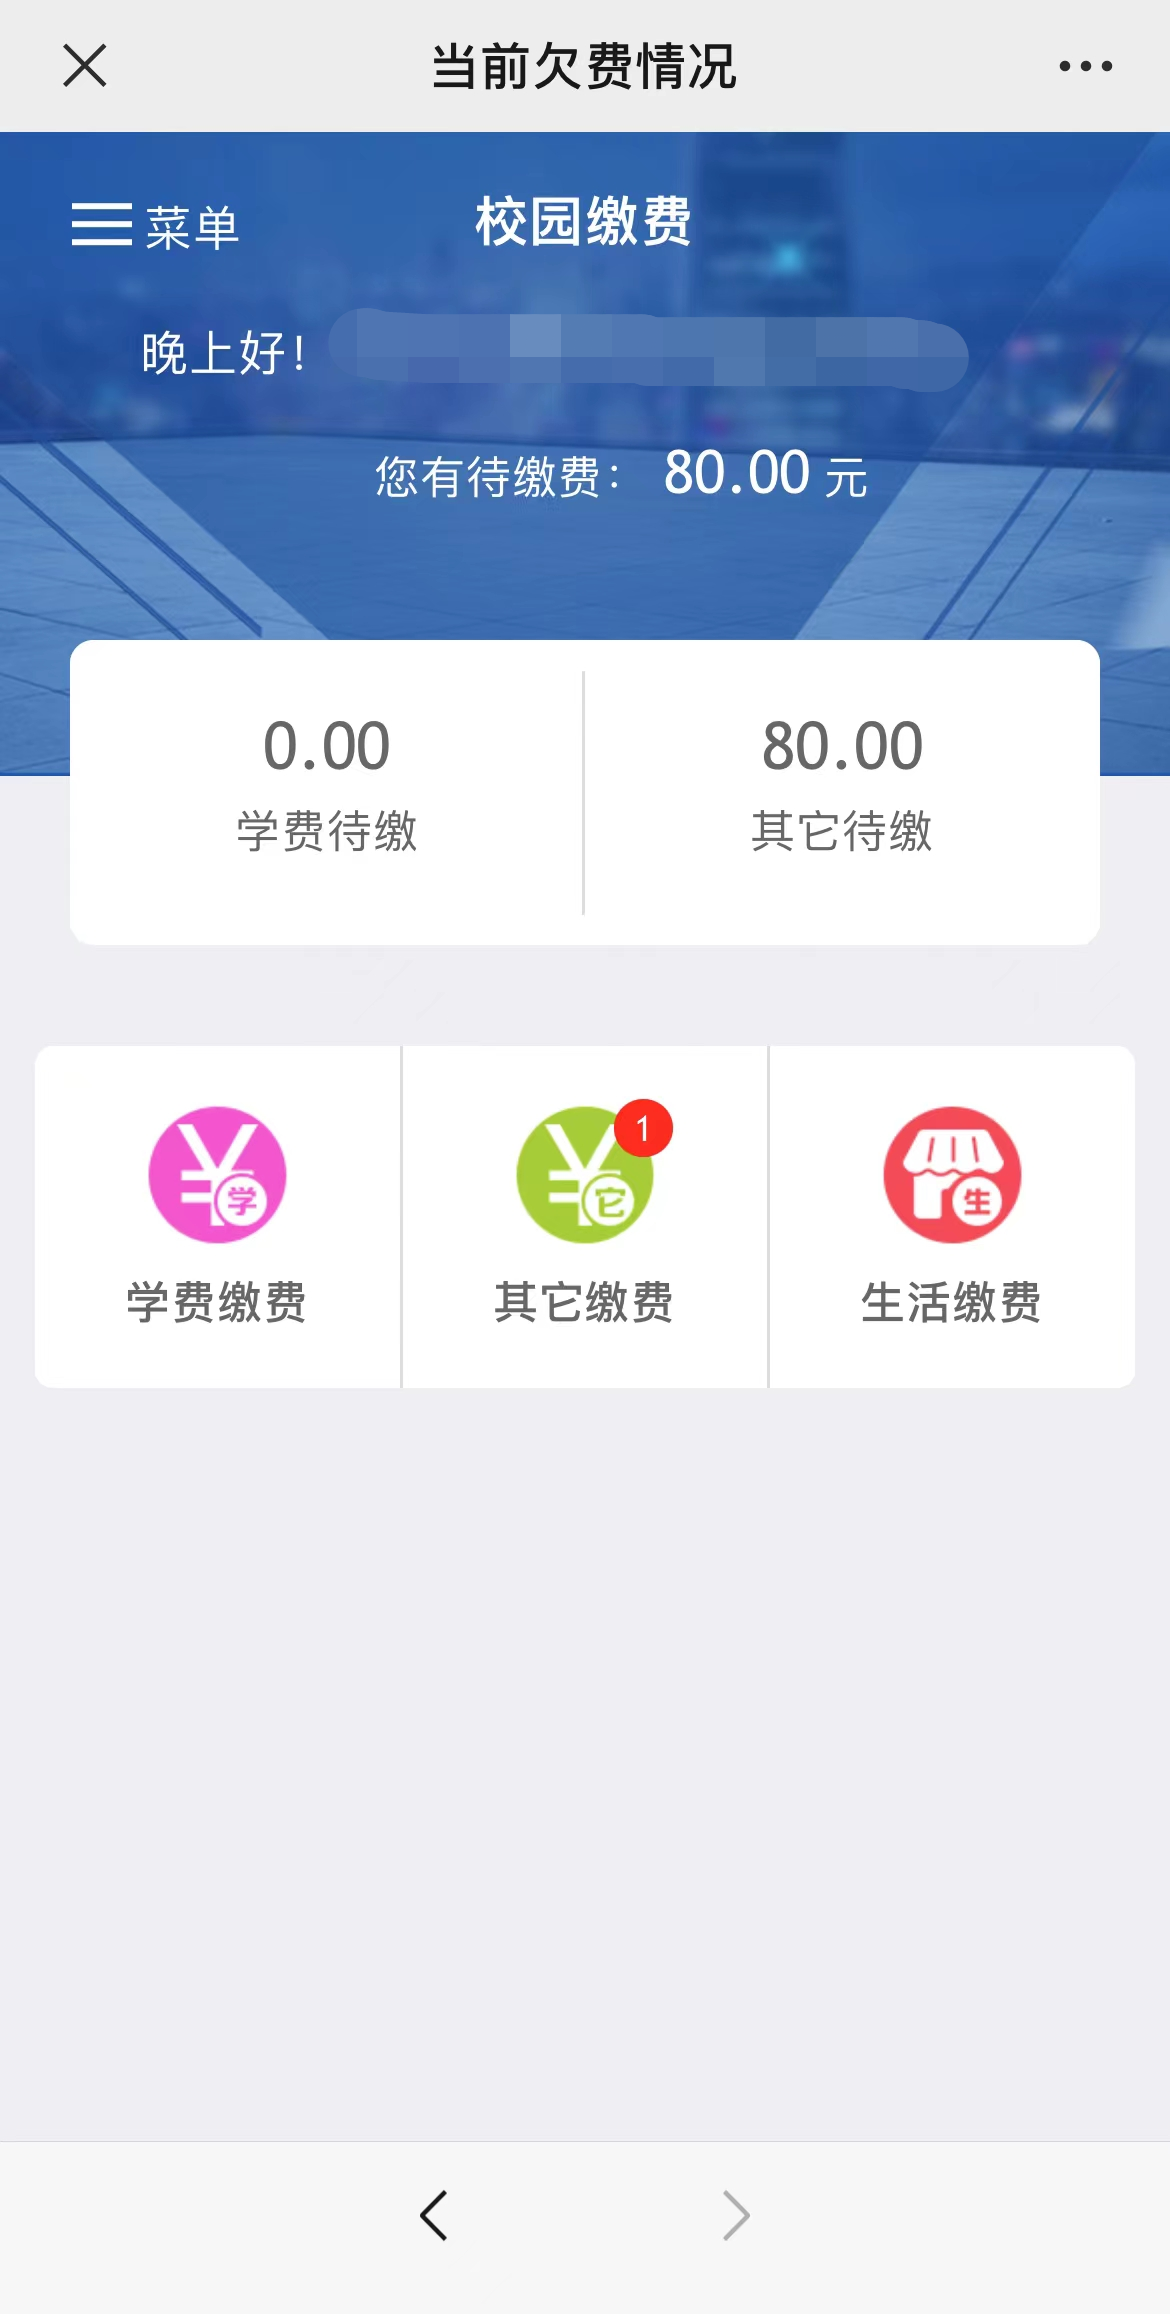 当前欠费情况
菜单
校园缴费
晚上好!
您有待缴费: 80.00 元
0.00
80.00
学费待缴
其它待缴
学
它
1
生
学费缴费
其它缴费
生活缴费